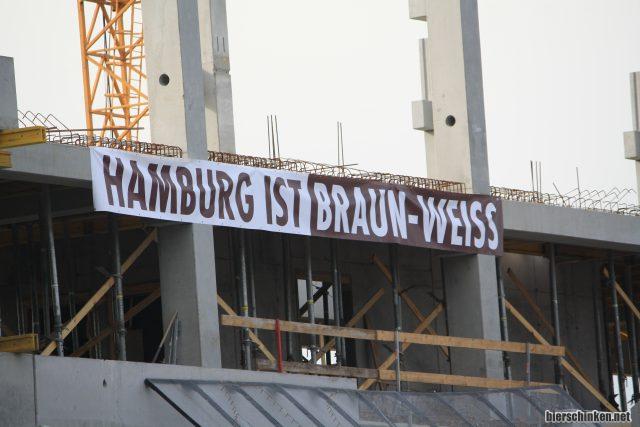 HAMBURG IST BRAUN-WEISS
bierschinken.net